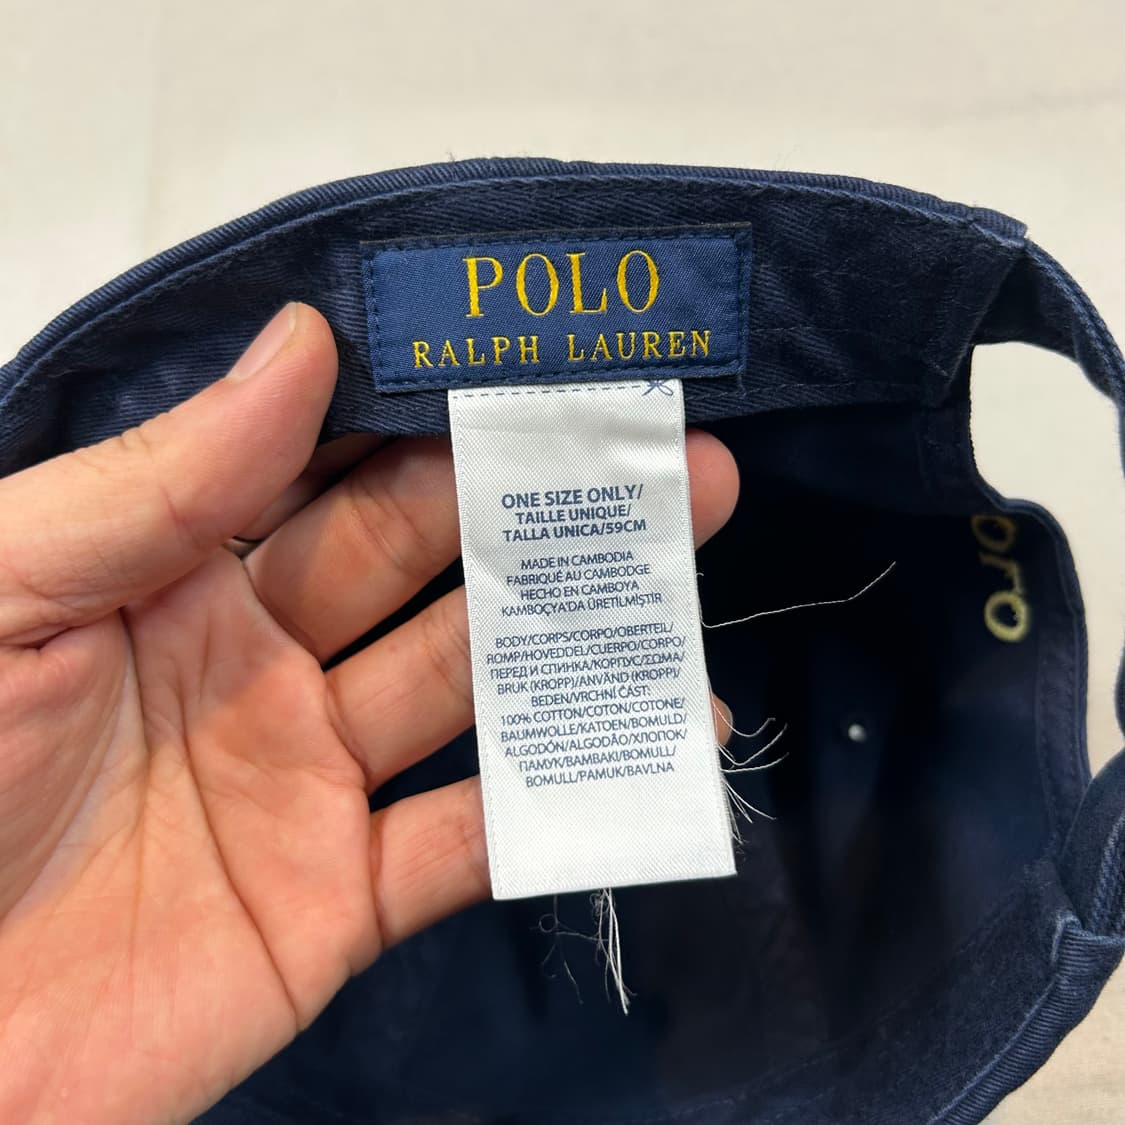 POLO
RALPH LAUREN
ONE SIZE ONLY/
TAILLE UNIQUE/
TALLA UNICA/59CM
MADE IN CAMBODIA
FABRIQUÉ AU CAMBODGE
HECHO EN CAMBOYA
KAMBOÇYA'DA ÜRETİLMİŞTİR
BODY/CORPS/CORPO/OBERTEIL/
ROMP/HOVEDDEL/CUERPO/CORPO/
ПЕРЕД И СПИНКА/КОРПУС/ΣΩΜΑ/
BRUK (KROPP)/ANVÄND (KROPP)/
BEDEN/VRCHNÍ ČÁST:
100% COTTON/COTON/COTONE/
BAUMWOLLE/KATOEN/BOMULD/
ALGODÓN/ALGODÃO/ХЛОПОК/
ПАМУК/ΒΑΜΒΑΚΙ/BOMULL/
BOMULL/PAMUK/BAVLNA